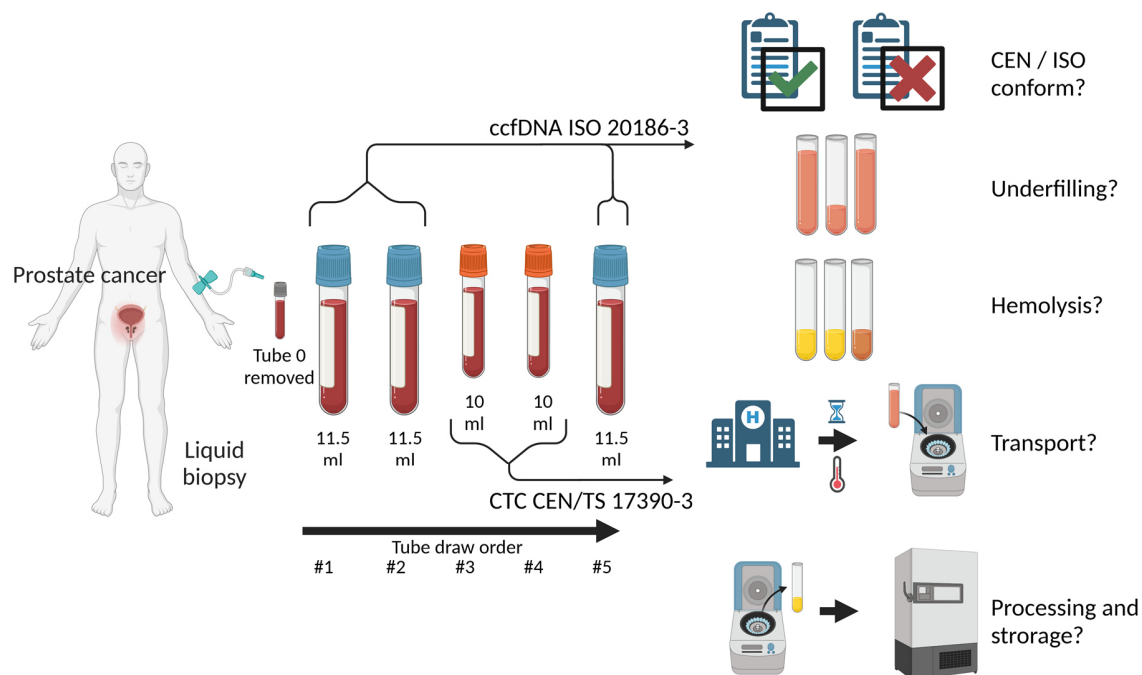 CEN / ISO
conform?
ccfDNA ISO 20186-3
Underfilling?
Prostate cancer
Hemolysis?
Tube 0
removed
10
ml
10
ml
11.5
ml
11.5
ml
11.5
ml
Liquid
biopsy
H
Transport?
CTC CEN/TS 17390-3
Tube draw order
#1
#2
#3
#4
#5
Processing and
strorage?